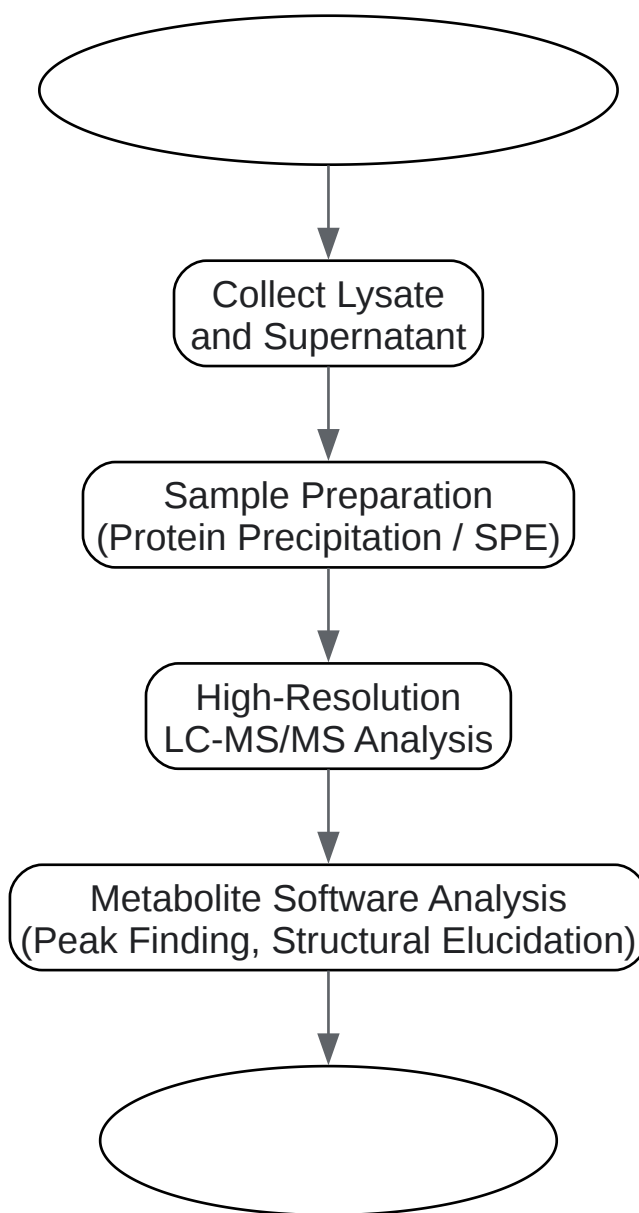 Collect Lysate
and Supernatant
Sample Preparation
(Protein Precipitation / SPE)
High-Resolution
LC-MS/MS Analysis
Metabolite Software Analysis
(Peak Finding, Structural Elucidation)